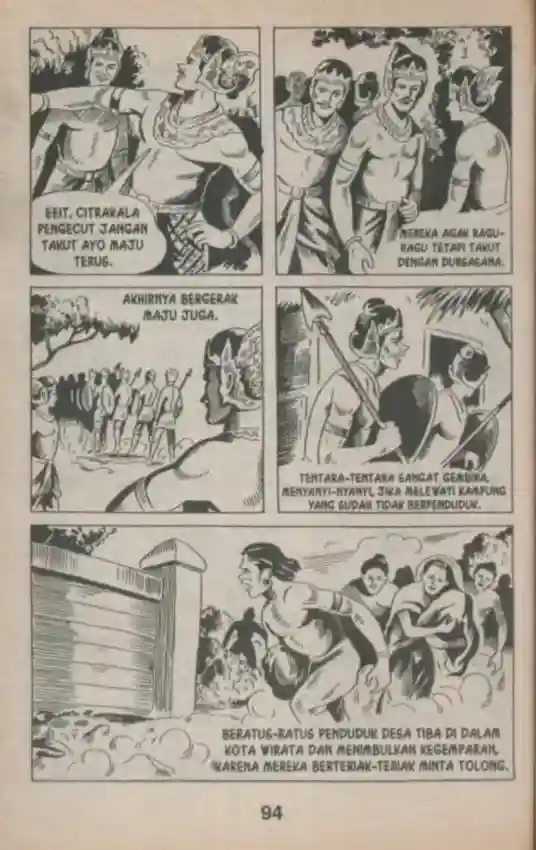 EEIT, CITRAKALA
PENGECUT JANGAN
TAKUT AYO MAJU
TERUS.
MEREKA AGAK RAGU-
RAGU TETAPI TAKUT
DENGAN DURGAGANA.
AKHIRNYA BERGERAK
MAJU JUGA.
TENTARA-TENTARA SANGAT GEMBIRA,
MENYANYI-NYANYI, JIKA MELEWATI KAMPUNG
YANG SUDAH TIDAK BERPENDUDUK.
BERATUS-RATUS PENDUDUK DESA TIBA DI DALAM
KOTA WIRATA DAN MENIMBULKAN KEGEMPARAN,
KARENA MEREKA BERTERIAK-TERIAK MINTA TOLONG.
94